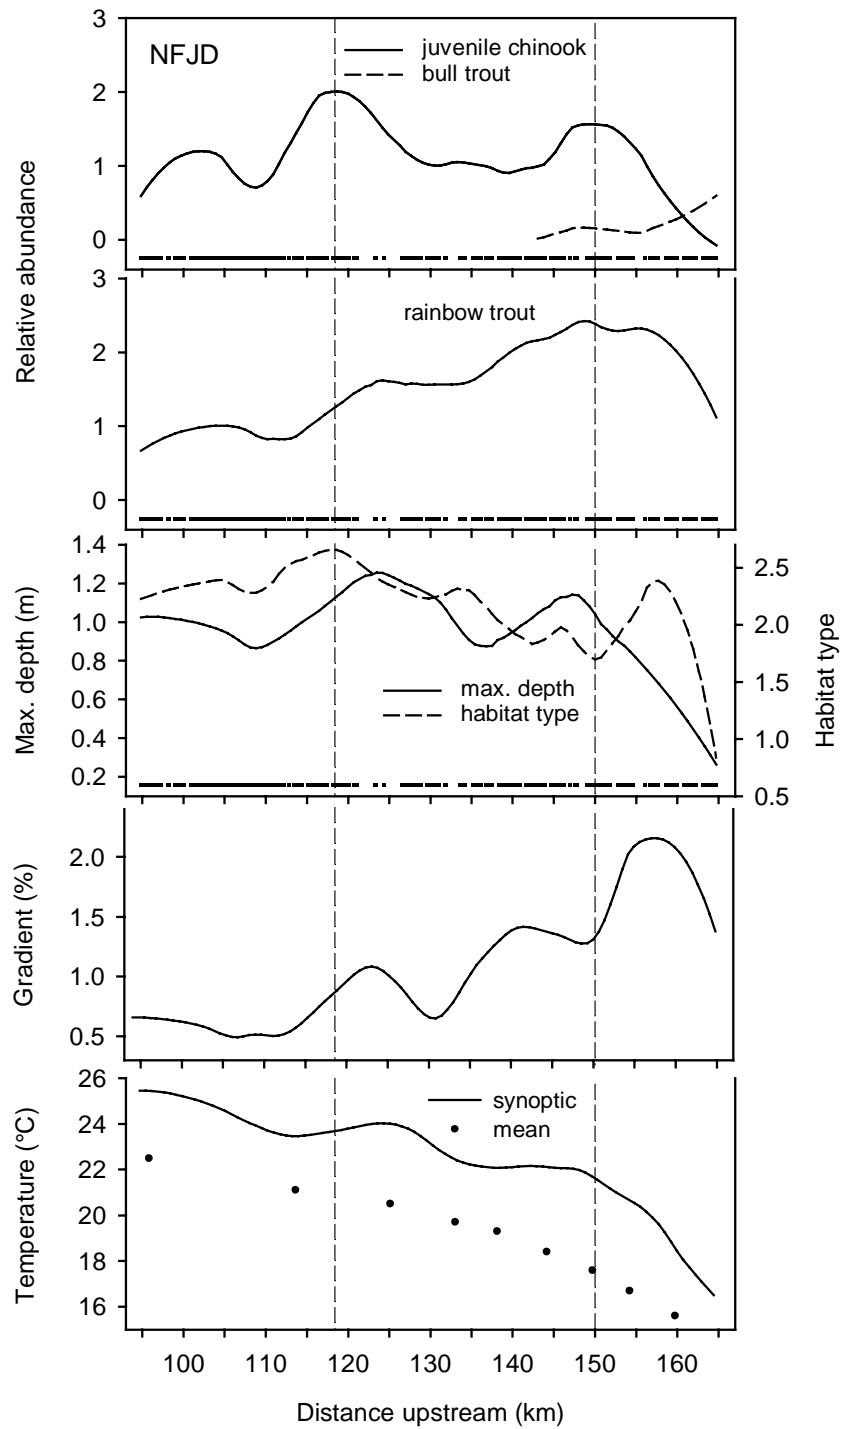 3
NFJD
juvenile chinook
bull trout
2
1
0
Relative abundance
3
rainbow trout
2
1
0
1.4
1.2
1.0
0.8
0.6
0.4
0.2
Max. depth (m)
max. depth
habitat type
2.5
2.0
1.5
1.0
0.5
Habitat type
2.0
1.5
1.0
0.5
Gradient (%)
26
24
22
20
18
16
Temperature (°C)
synoptic
mean
100 110 120 130 140 150 160
Distance upstream (km)